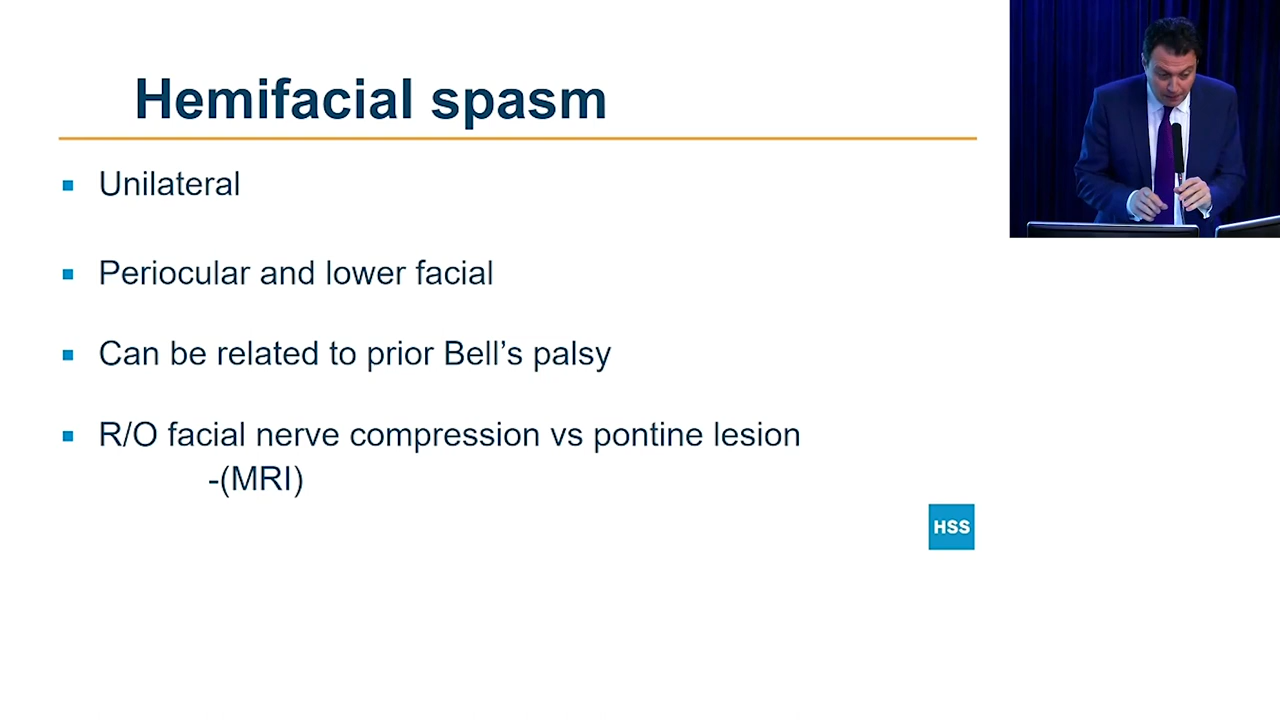 Hemifacial spasm
Unilateral
Periocular and lower facial
Can be related to prior Bell’s palsy
R/O facial nerve compression vs pontine lesion
-(MRI)
HSS